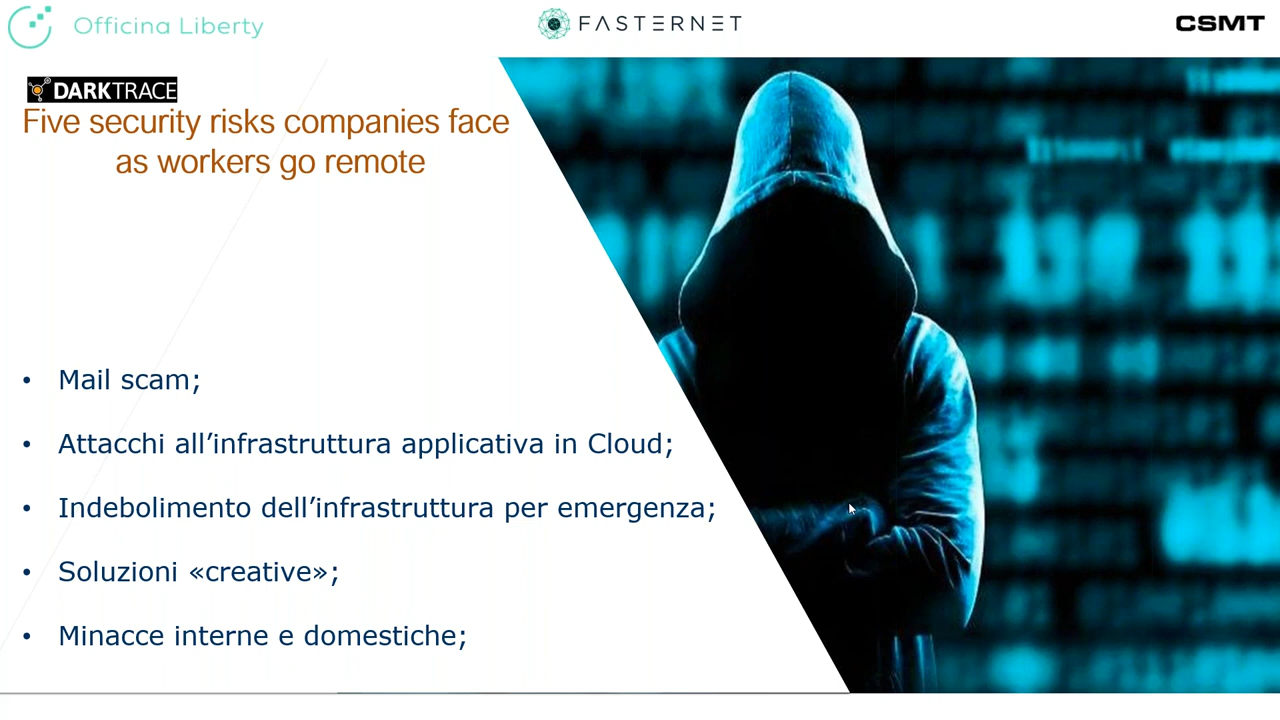 Officina Liberty
FASTERNET
CSMT
DARKTRACE
Five security risks companies face
as workers go remote
• Mail scam;
• Attacchi all’infrastruttura applicativa in Cloud;
• Indebolimento dell’infrastruttura per emergenza;
• Soluzioni «creative»;
• Minacce interne e domestiche;